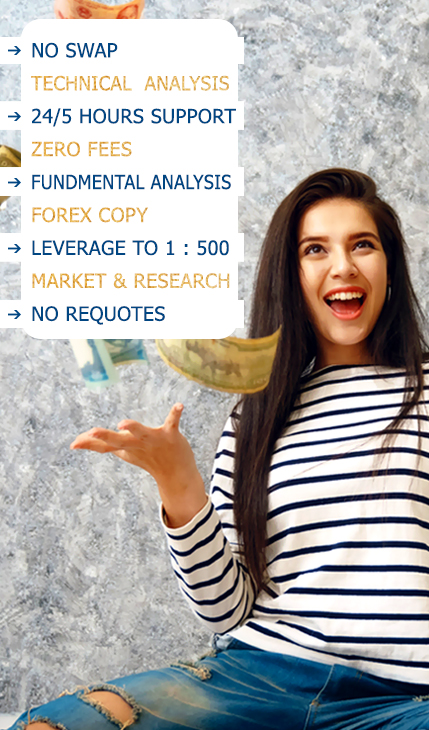 NO SWAP
TECHNICAL ANALYSIS
24/5 HOURS SUPPORT
ZERO FEES
FUNDMENTAL ANALYSIS
FOREX COPY
LEVERAGE TO 1 : 500
MARKET & RESEARCH
NO REQUOTES